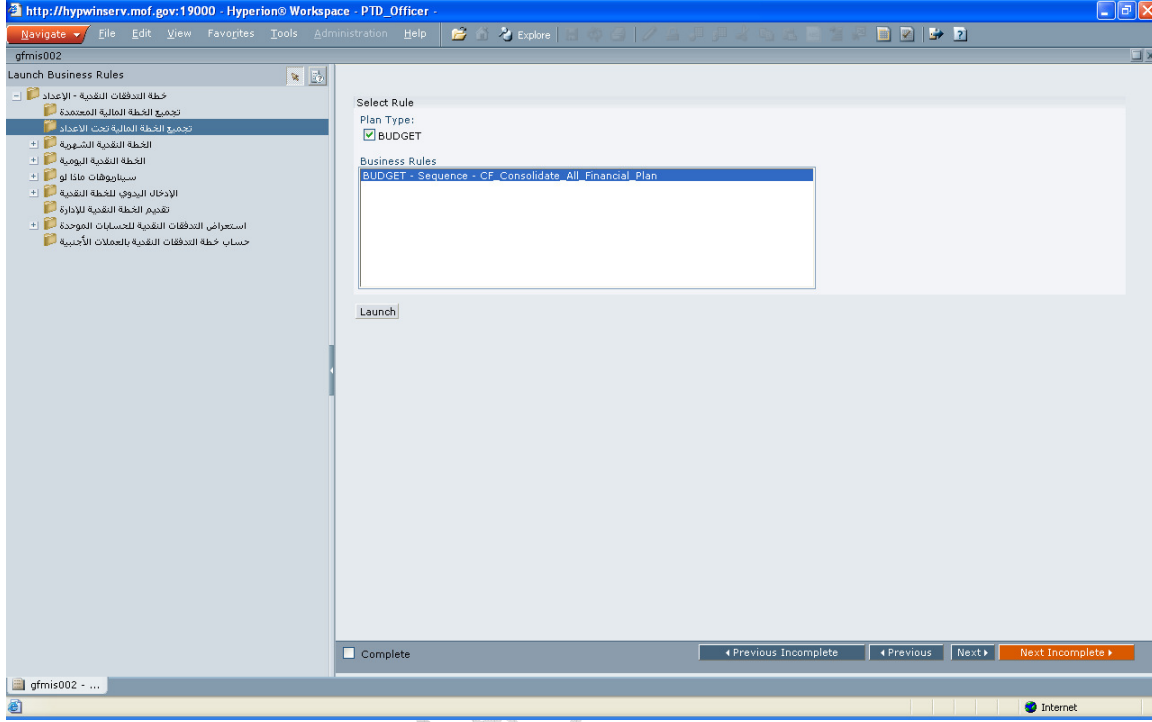 http://hypwinserv.mof.gov:19000 - Hyperion® Workspace - PTD_Officer -
Navigate File Edit View Favorites Tools Administration Help Explore
gfmis002
Launch Business Rules
خطة التدفقات النقدية - الإعداد
تجميع الخطة المالية المعتمدة
تجميع الخطة المالية تحت الاعداد
الخطة النقدية الشهرية
الخطة النقدية اليومية
سيناريوهات ماذا لو
الإدخال اليدوي للخطة النقدية
تقديم الخطة النقدية للإدارة
استعراض التدفقات النقدية للحسابات الموحدة
حساب خطة التدفقات النقدية بالعملات الأجنبية
Select Rule
Plan Type:
BUDGET
Business Rules
BUDGET - Sequence - CF_Consolidate_All_Financial_Plan
Launch
Complete
Previous Incomplete
Previous
Next
Next Incomplete
gfmis002 - ...
Internet